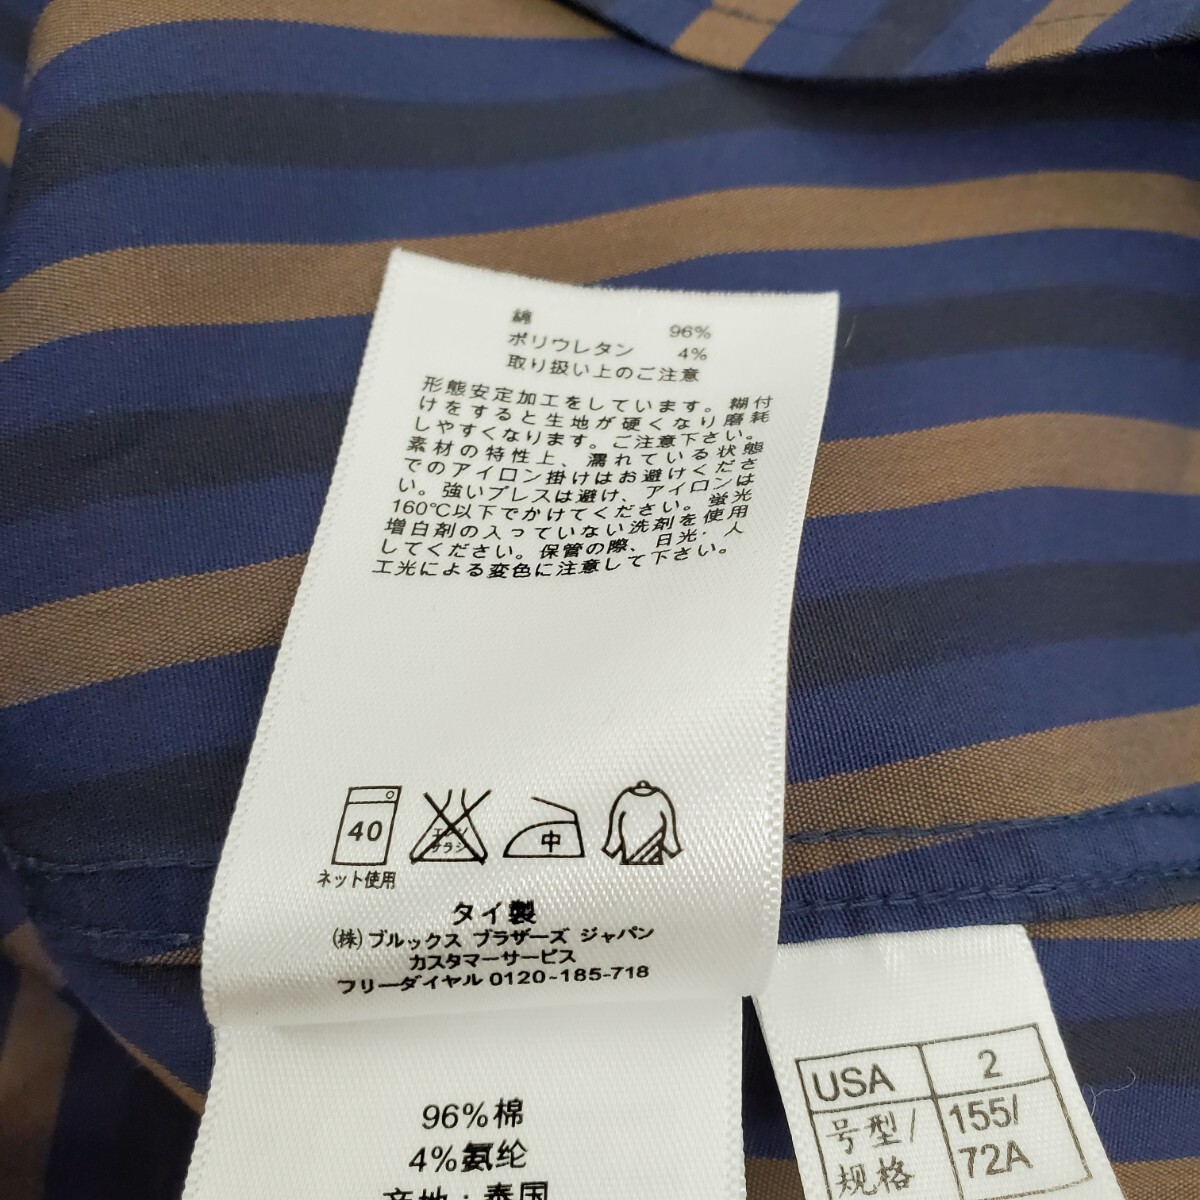 綿 96%
ポリウレタン 4%
取り扱い上のご注意
形態安定加工をしています。糊付
けをすると生地が硬くなり磨耗
しやすくなります。ご注意下さい。
素材の特性上、濡れている状態
でのアイロン掛けはお避けくださ
い。強いプレスは避け、アイロンは
160℃以下でかけてください。蛍光
増白剤の入っていない洗剤を使用
してください。保管の際、日光・人
工光による変色に注意して下さい。
40
エンソ
サラシ
中
ネット使用
タイ製
(株)ブルックス ブラザーズ ジャパン
カスタマーサービス
フリーダイヤル 0120-185-718
96%棉
4%氨纶
产地：泰国
USA 2
号型/ 155/
规格 72A